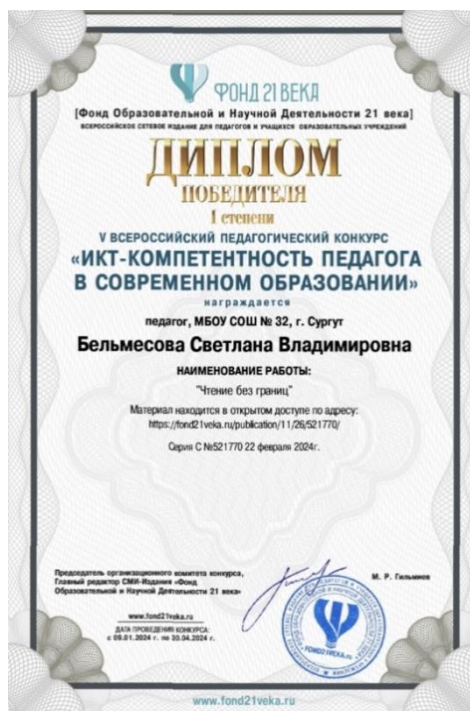 ФОНД 21 ВЕКА
[Фонд Образовательной и Научной Деятельности 21 века]
ВСЕРОССИЙСКОЕ СЕТЕВОЕ ИЗДАНИЕ ДЛЯ ПЕДАГОГОВ И УЧАЩИХСЯ ОБРАЗОВАТЕЛЬНЫХ УЧРЕЖДЕНИЙ
ДИПЛОМ
ПОБЕДИТЕЛЯ
I степени
V ВСЕРОССИЙСКИЙ ПЕДАГОГИЧЕСКИЙ КОНКУРС
«ИКТ-КОМПЕТЕНТНОСТЬ ПЕДАГОГА
В СОВРЕМЕННОМ ОБРАЗОВАНИИ»
награждается
педагог, МБОУ СОШ № 32, г. Сургут
Бельмесова Светлана Владимировна
НАИМЕНОВАНИЕ РАБОТЫ:
"Чтение без границ"
Материал находится в открытом доступе по адресу:
https://fond21veka.ru/publication/11/26/521770/
Серия С №521770 22 февраля 2024г.
Председатель организационного комитета конкурса,
Главный редактор СМИ-Издания «Фонд
Образовательной и Научной Деятельности 21 века»
М. Р. Гильминов
www.fond21veka.ru
ДАТА ПРОВЕДЕНИЯ КОНКУРСА:
с 09.01.2024 г. по 30.04.2024 г.
FOND21VEKA.RU
www.fond21veka.ru